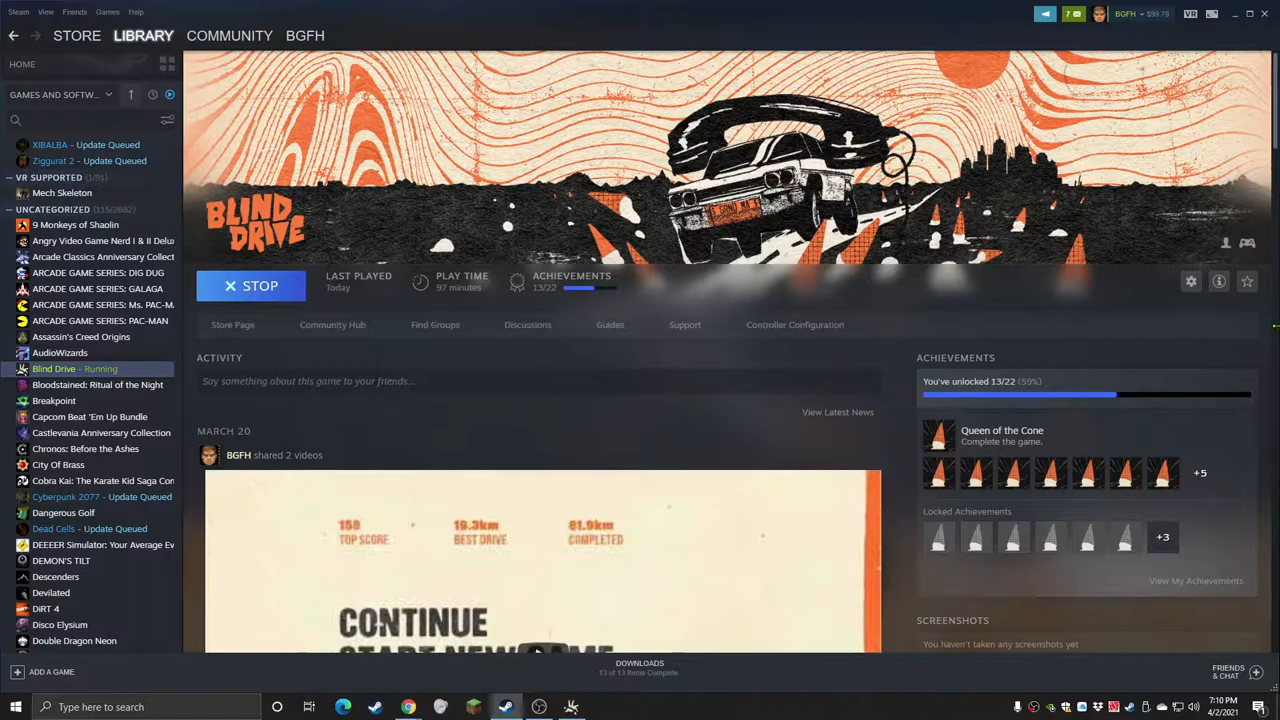 Steam View Friends Games Help
7
BGFH $99.79
VR
STORE LIBRARY COMMUNITY BGFH
HOME
GAMES AND SOFTW...
XIBALBA - Update Queued
Ziggurat 2 - Update Queued
VR SUPPORTED (1/91)
Mech Skeleton
UNCATEGORIZED (115/2882)
9 Monkeys of Shaolin
Angry Video Game Nerd I & II Delu
Arcade Classics Anniversary Collect
ARCADE GAME SERIES: DIG DUG
ARCADE GAME SERIES: GALAGA
ARCADE GAME SERIES: Ms. PAC-M
ARCADE GAME SERIES: PAC-MAN
Assassin's Creed Origins
AudioWizards
Blind Drive - Running
Bloodstained: Ritual of the Night
Breakpoint
Capcom Beat 'Em Up Bundle
Castlevania Anniversary Collection
Chronos: Before the Ashes
City Of Brass
Cobra Kai: The Karate Kid Saga Con
Cyberpunk 2077 - Update Queued
Dangerous Golf
Dead Cells - Update Queued
DEEEER Simulator: Your Average Ev
DEMON'S TILT
Descenders
Devilated
DiRT 4
Disco Elysium
Double Dragon Neon
ADD A GAME
BLIND
DRIVE
STOP
LAST PLAYED
Today
PLAY TIME
97 minutes
ACHIEVEMENTS
13/22
Store Page Community Hub Find Groups Discussions Guides Support Controller Configuration
ACTIVITY
Say something about this game to your friends...
View Latest News
MARCH 20
BGFH shared 2 videos
158
TOP SCORE
19.3km
BEST DRIVE
81.9km
COMPLETED
CONTINUE
START NEW GAME
ACHIEVEMENTS
You've unlocked 13/22 (59%)
Queen of the Cone
Complete the game.
+5
Locked Achievements
+3
View My Achievements
SCREENSHOTS
You haven't taken any screenshots yet
DOWNLOADS
13 of 13 Items Complete
FRIENDS
& CHAT
Type here to search
7:10 PM
4/2/2021